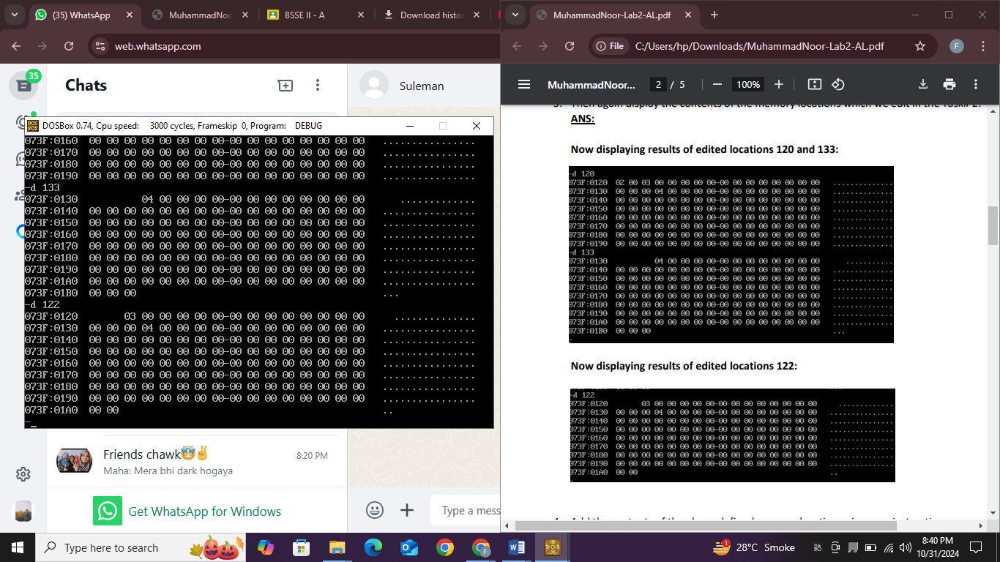 (35) WhatsApp
MuhammadNoo
BSSE II - A
Download histor
web.whatsapp.com
35
Chats
Suleman
DOSBox 0.74, Cpu speed: 3000 cycles, Frameskip 0, Program: DEBUG
073F:0160 00 00 00 00 00 00 00 00-00 00 00 00 00 00 00 00 ................
073F:0170 00 00 00 00 00 00 00 00-00 00 00 00 00 00 00 00 ................
073F:0180 00 00 00 00 00 00 00 00-00 00 00 00 00 00 00 00 ................
073F:0190 00 00 00 00 00 00 00 00-00 00 00 00 00 00 00 00 ................
-d 133
073F:0130 04 00 00 00 00-00 00 00 00 00 00 00 00 .............
073F:0140 00 00 00 00 00 00 00 00-00 00 00 00 00 00 00 00 ................
073F:0150 00 00 00 00 00 00 00 00-00 00 00 00 00 00 00 00 ................
073F:0160 00 00 00 00 00 00 00 00-00 00 00 00 00 00 00 00 ................
073F:0170 00 00 00 00 00 00 00 00-00 00 00 00 00 00 00 00 ................
073F:0180 00 00 00 00 00 00 00 00-00 00 00 00 00 00 00 00 ................
073F:0190 00 00 00 00 00 00 00 00-00 00 00 00 00 00 00 00 ................
073F:01A0 00 00 00 00 00 00 00 00-00 00 00 00 00 00 00 00 ................
073F:01B0 00 00 00 ...
-d 122
073F:0120 03 00 00 00 00 00-00 00 00 00 00 00 00 00 ..............
073F:0130 00 00 00 04 00 00 00 00-00 00 00 00 00 00 00 00 ................
073F:0140 00 00 00 00 00 00 00 00-00 00 00 00 00 00 00 00 ................
073F:0150 00 00 00 00 00 00 00 00-00 00 00 00 00 00 00 00 ................
073F:0160 00 00 00 00 00 00 00 00-00 00 00 00 00 00 00 00 ................
073F:0170 00 00 00 00 00 00 00 00-00 00 00 00 00 00 00 00 ................
073F:0180 00 00 00 00 00 00 00 00-00 00 00 00 00 00 00 00 ................
073F:0190 00 00 00 00 00 00 00 00-00 00 00 00 00 00 00 00 ................
073F:01A0 00 00 ..
-_
Friends chawk🤩✌
8:20 PM
Maha: Mera bhi dark hogaya
Get WhatsApp for Windows
Type a mess
MuhammadNoor-Lab2-AL.pdf
File C:/Users/hp/Downloads/MuhammadNoor-Lab2-AL.pdf
F
MuhammadNoor... 2 / 5 100%
3. Then again display the contents of the memory locations which we edit in the Task# 2.
ANS:
Now displaying results of edited locations 120 and 133:
-d 120
073F:0120 02 00 03 00 00 00 00 00-00 00 00 00 00 00 00 00 ................
073F:0130 00 00 00 04 00 00 00 00-00 00 00 00 00 00 00 00 ................
073F:0140 00 00 00 00 00 00 00 00-00 00 00 00 00 00 00 00 ................
073F:0150 00 00 00 00 00 00 00 00-00 00 00 00 00 00 00 00 ................
073F:0160 00 00 00 00 00 00 00 00-00 00 00 00 00 00 00 00 ................
073F:0170 00 00 00 00 00 00 00 00-00 00 00 00 00 00 00 00 ................
073F:0180 00 00 00 00 00 00 00 00-00 00 00 00 00 00 00 00 ................
073F:0190 00 00 00 00 00 00 00 00-00 00 00 00 00 00 00 00 ................
-d 133
073F:0130 04 00 00 00 00-00 00 00 00 00 00 00 00 .............
073F:0140 00 00 00 00 00 00 00 00-00 00 00 00 00 00 00 00 ................
073F:0150 00 00 00 00 00 00 00 00-00 00 00 00 00 00 00 00 ................
073F:0160 00 00 00 00 00 00 00 00-00 00 00 00 00 00 00 00 ................
073F:0170 00 00 00 00 00 00 00 00-00 00 00 00 00 00 00 00 ................
073F:0180 00 00 00 00 00 00 00 00-00 00 00 00 00 00 00 00 ................
073F:0190 00 00 00 00 00 00 00 00-00 00 00 00 00 00 00 00 ................
073F:01A0 00 00 00 00 00 00 00 00-00 00 00 00 00 00 00 00 ................
073F:01B0 00 00 00 ...
Now displaying results of edited locations 122:
-d 122
073F:0120 03 00 00 00 00 00-00 00 00 00 00 00 00 00 ..............
073F:0130 00 00 00 04 00 00 00 00-00 00 00 00 00 00 00 00 ................
073F:0140 00 00 00 00 00 00 00 00-00 00 00 00 00 00 00 00 ................
073F:0150 00 00 00 00 00 00 00 00-00 00 00 00 00 00 00 00 ................
073F:0160 00 00 00 00 00 00 00 00-00 00 00 00 00 00 00 00 ................
073F:0170 00 00 00 00 00 00 00 00-00 00 00 00 00 00 00 00 ................
073F:0180 00 00 00 00 00 00 00 00-00 00 00 00 00 00 00 00 ................
073F:0190 00 00 00 00 00 00 00 00-00 00 00 00 00 00 00 00 ................
073F:01A0 00 00 ..
Type here to search
28°C Smoke
8:40 PM
10/31/2024